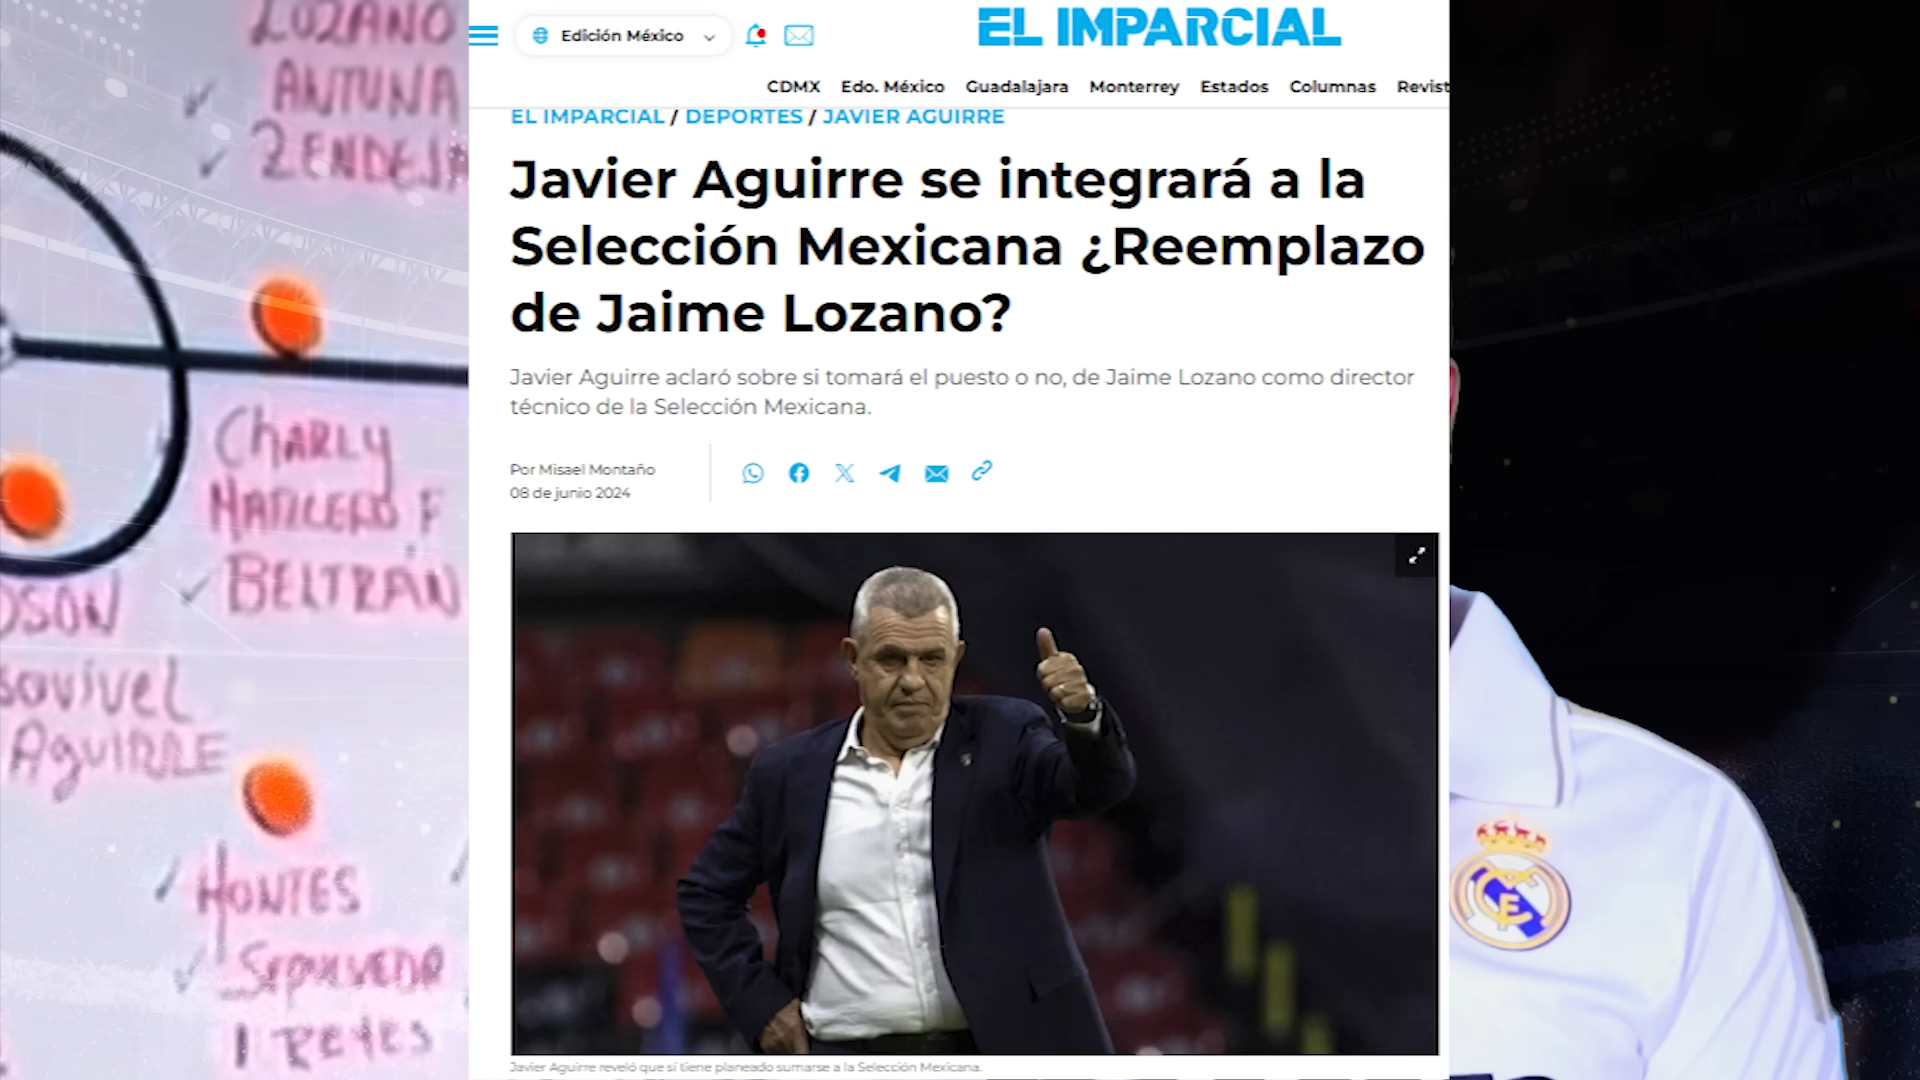 LOZANO
ANTUNA
ZENDEJ
CHARLY
MARCELO F
BELTRÁN
AGUIRRE
MONTES
SEPULVEDA
REYES
Edición México
EL IMPARCIAL
CDMX Edo. México Guadalajara Monterrey Estados Columnas Revist
EL IMPARCIAL / DEPORTES / JAVIER AGUIRRE
Javier Aguirre se integrará a la
Selección Mexicana ¿Reemplazo
de Jaime Lozano?
Javier Aguirre aclaró sobre si tomará el puesto o no, de Jaime Lozano como director
técnico de la Selección Mexicana.
Por Misael Montaño
08 de junio 2024
Javier Aguirre reveló que sí tiene planeado sumarse a la Selección Mexicana.